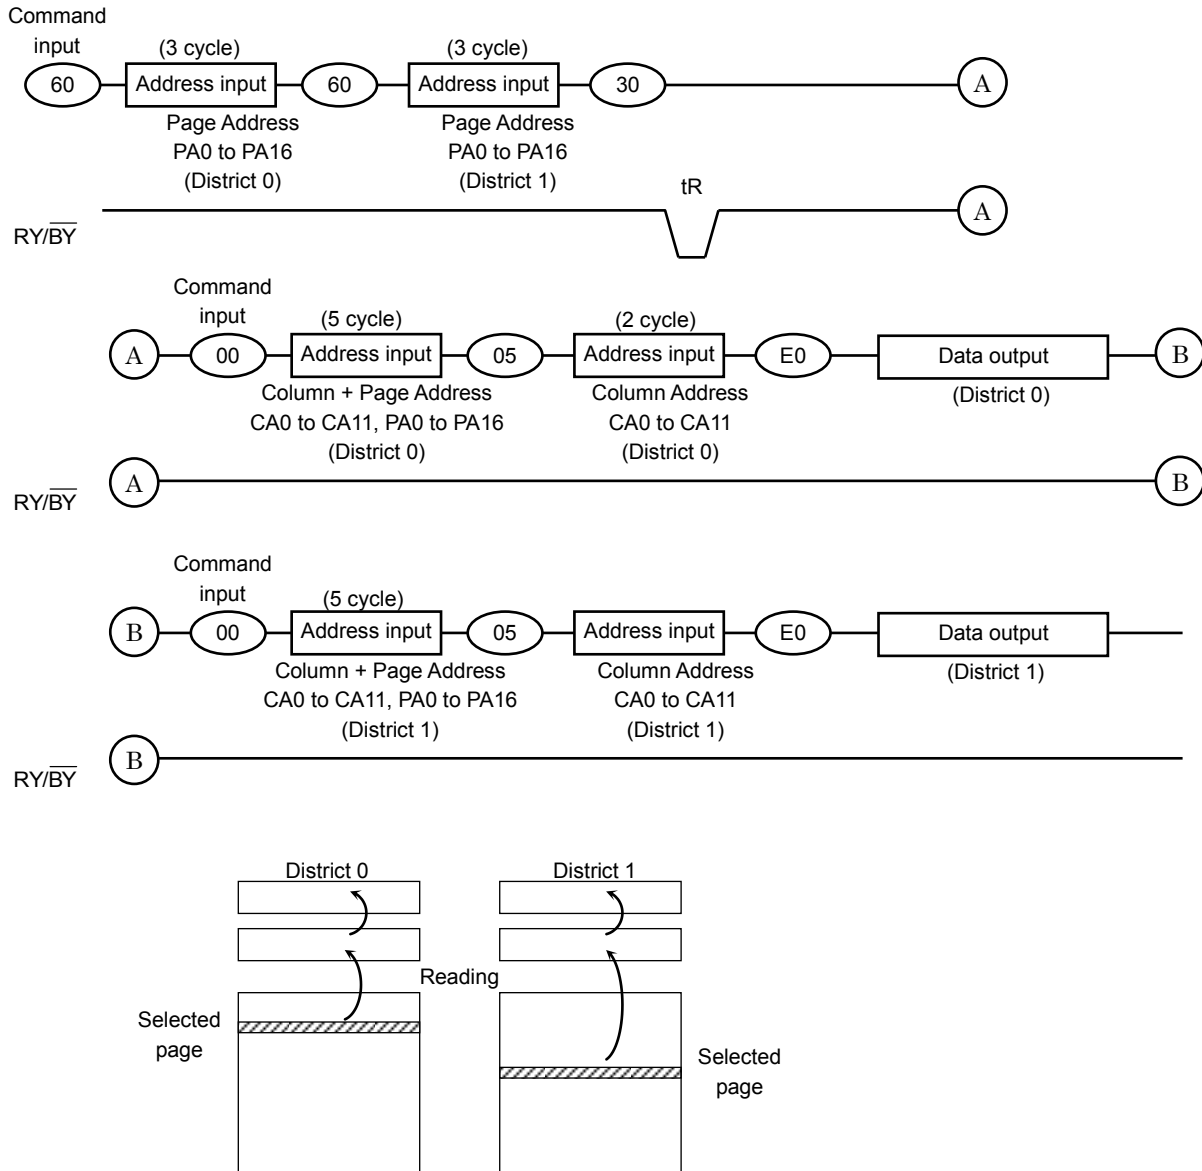 Command
input
(3 cycle) (3 cycle)
60 Address input 60 Address input 30 A
Page Address Page Address
PA0 to PA16 PA0 to PA16
(District 0) (District 1)
tR
RY/BY A
Command
input
(5 cycle) (2 cycle)
A 00 Address input 05 Address input E0 Data output B
Column + Page Address Column Address (District 0)
CA0 to CA11, PA0 to PA16 CA0 to CA11
(District 0) (District 0)
RY/BY A B
Command
input
(5 cycle)
B 00 Address input 05 Address input E0 Data output
Column + Page Address Column Address (District 1)
CA0 to CA11, PA0 to PA16 CA0 to CA11
(District 1) (District 1)
RY/BY B
District 0 District 1
Reading
Selected
page
Selected
page